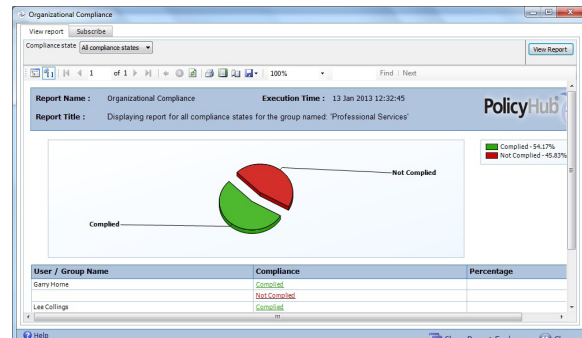 Organizational Compliance
View report Subscribe
Compliance state All compliance states View Report
1 of 1 100% Find | Next
Report Name : Organizational Compliance Execution Time : 13 Jan 2013 12:32:45
Report Title : Displaying report for all compliance states for the group named: 'Professional Services'
PolicyHub
Complied - 54.17%
Not Complied - 45.83%
Not Complied
Complied
User / Group Name Compliance Percentage
Garry Horne Complied
Not Complied
Lee Collings Complied
Help